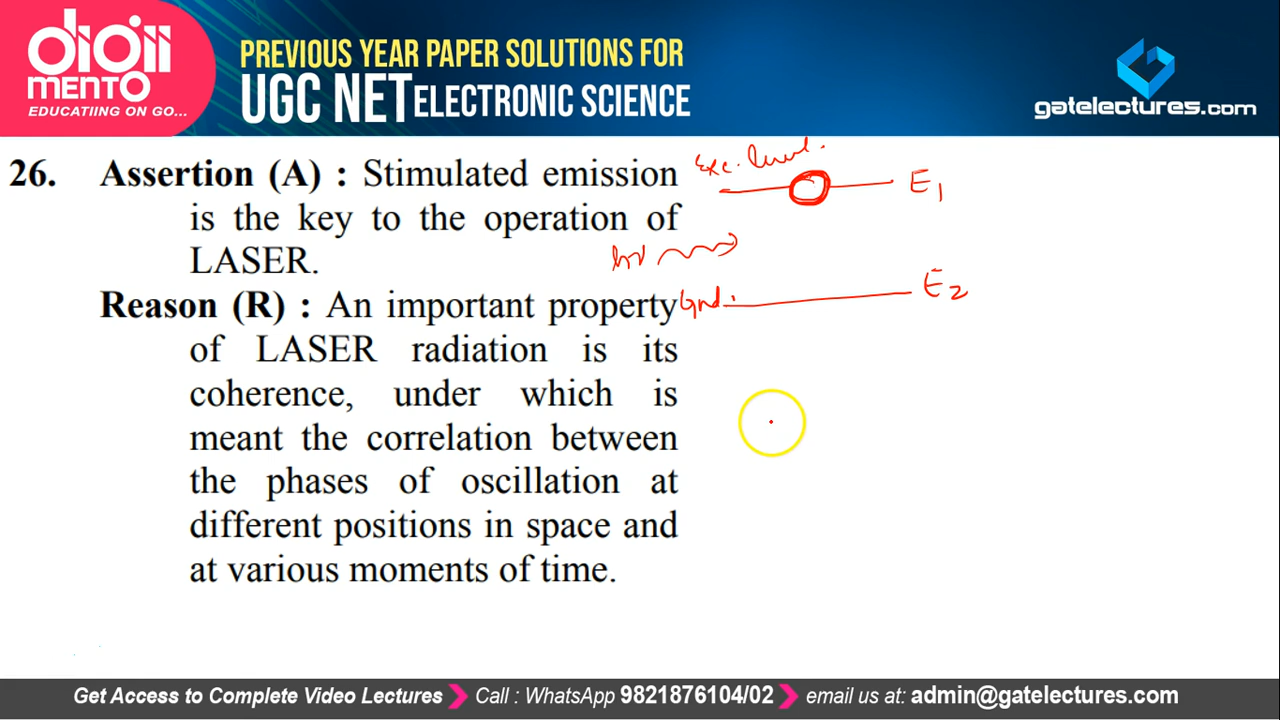 DIGII
MENTO
EDUCATIING ON GO...
PREVIOUS YEAR PAPER SOLUTIONS FOR
UGC NET ELECTRONIC SCIENCE
gatelectures.com
26. Assertion (A) : Stimulated emission
is the key to the operation of
LASER.
Reason (R) : An important property
of LASER radiation is its
coherence, under which is
meant the correlation between
the phases of oscillation at
different positions in space and
at various moments of time.
Exc. level.
E1
hν
Gnd.
E2
Get Access to Complete Video Lectures Call : WhatsApp 9821876104/02 email us at: admin@gatelectures.com